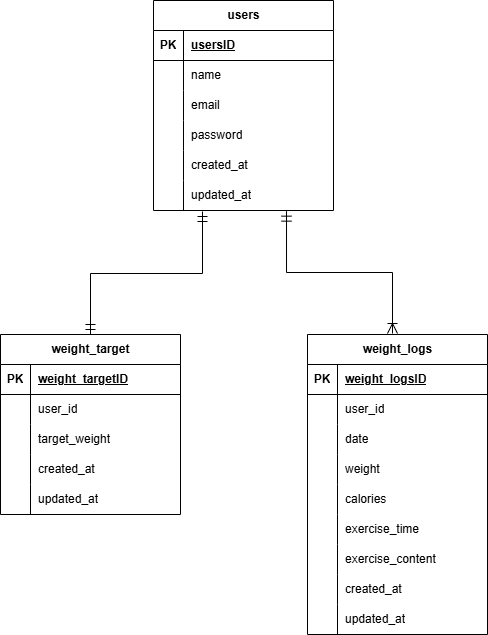 users
PK usersID
name
email
password
created_at
updated_at
weight_target
PK weight_targetID
user_id
target_weight
created_at
updated_at
weight_logs
PK weight_logsID
user_id
date
weight
calories
exercise_time
exercise_content
created_at
updated_at